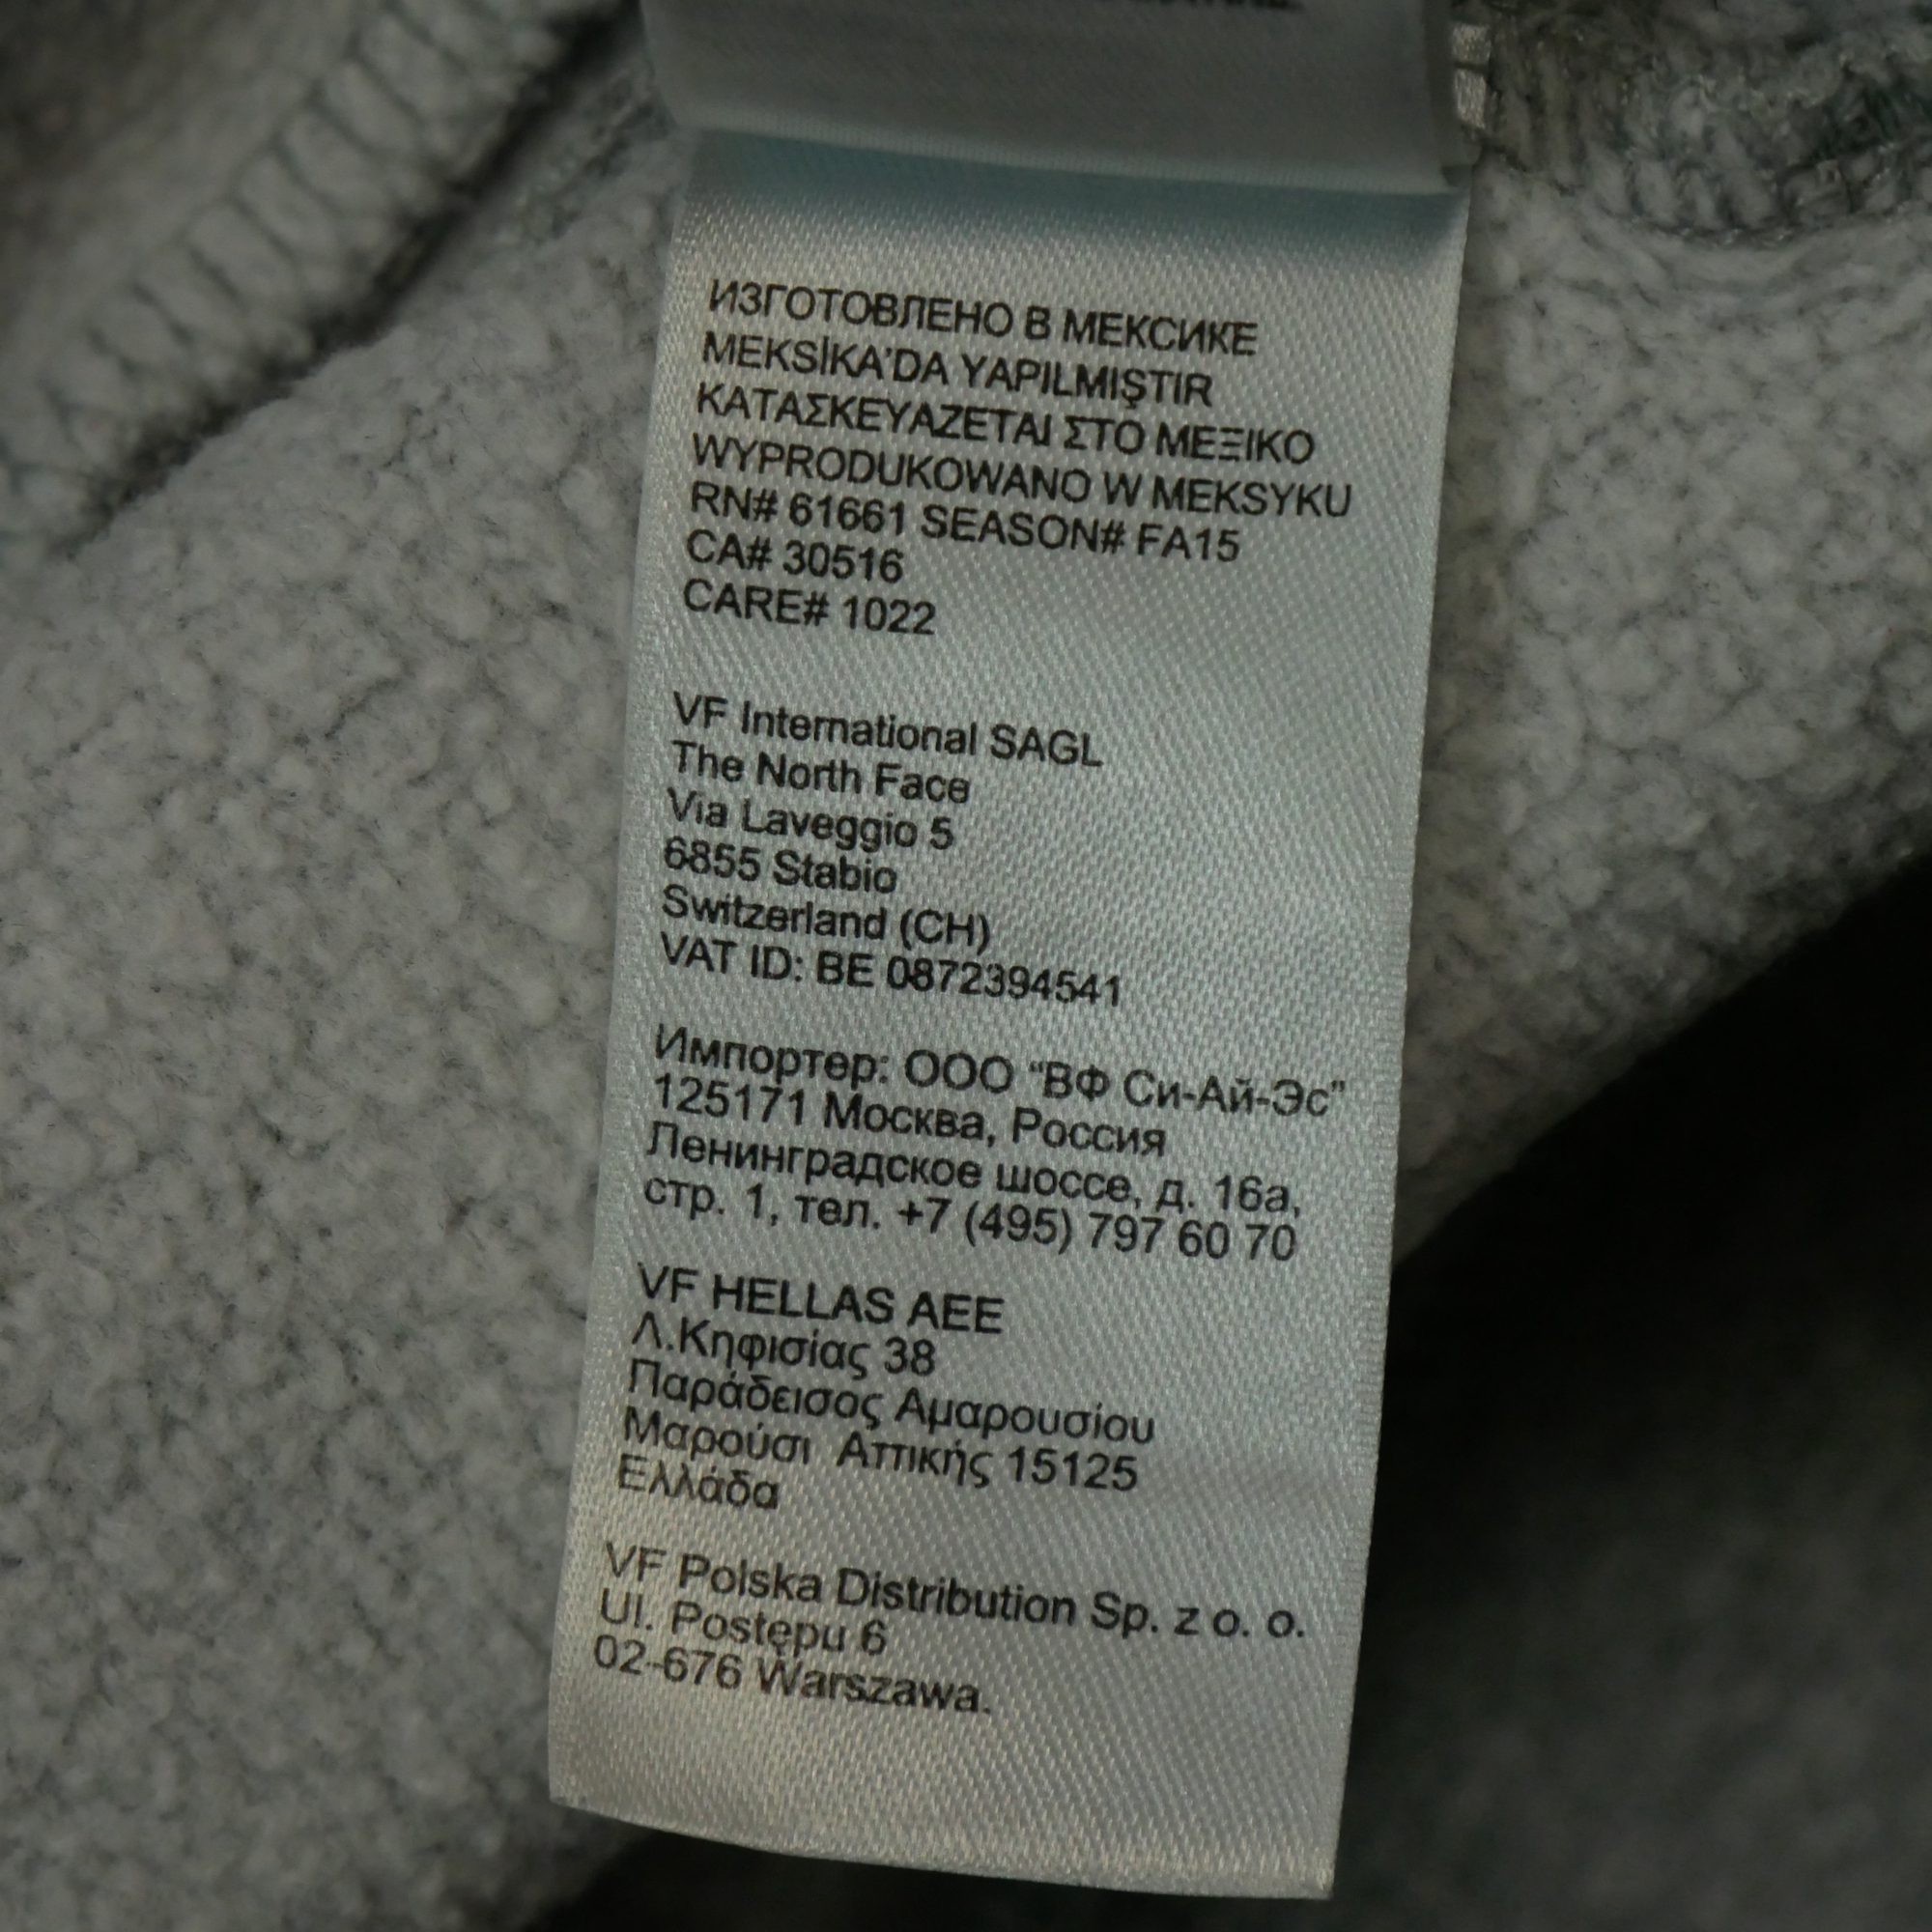 ИЗГОТОВЛЕНО В МЕКСИКЕ
MEKSİKA'DA YAPILMIŞTIR
ΚΑΤΑΣΚΕΥΑΖΕΤΑΙ ΣΤΟ ΜΕΞΙΚΟ
WYPRODUKOWANO W MEKSYKU
RN# 61661 SEASON# FA15
CA# 30516
CARE# 1022
VF International SAGL
The North Face
Via Laveggio 5
6855 Stabio
Switzerland (CH)
VAT ID: BE 0872394541
Импортер: ООО "ВФ Си-Ай-Эс"
125171 Москва, Россия
Ленинградское шоссе, д. 16а,
стр. 1, тел. +7 (495) 797 60 70
VF HELLAS AEE
Λ.Κηφισίας 38
Παράδεισος Αμαρουσίου
Μαρούσι Αττικής 15125
Ελλάδα
VF Polska Distribution Sp. z o. o.
Ul. Postępu 6
02-676 Warszawa.